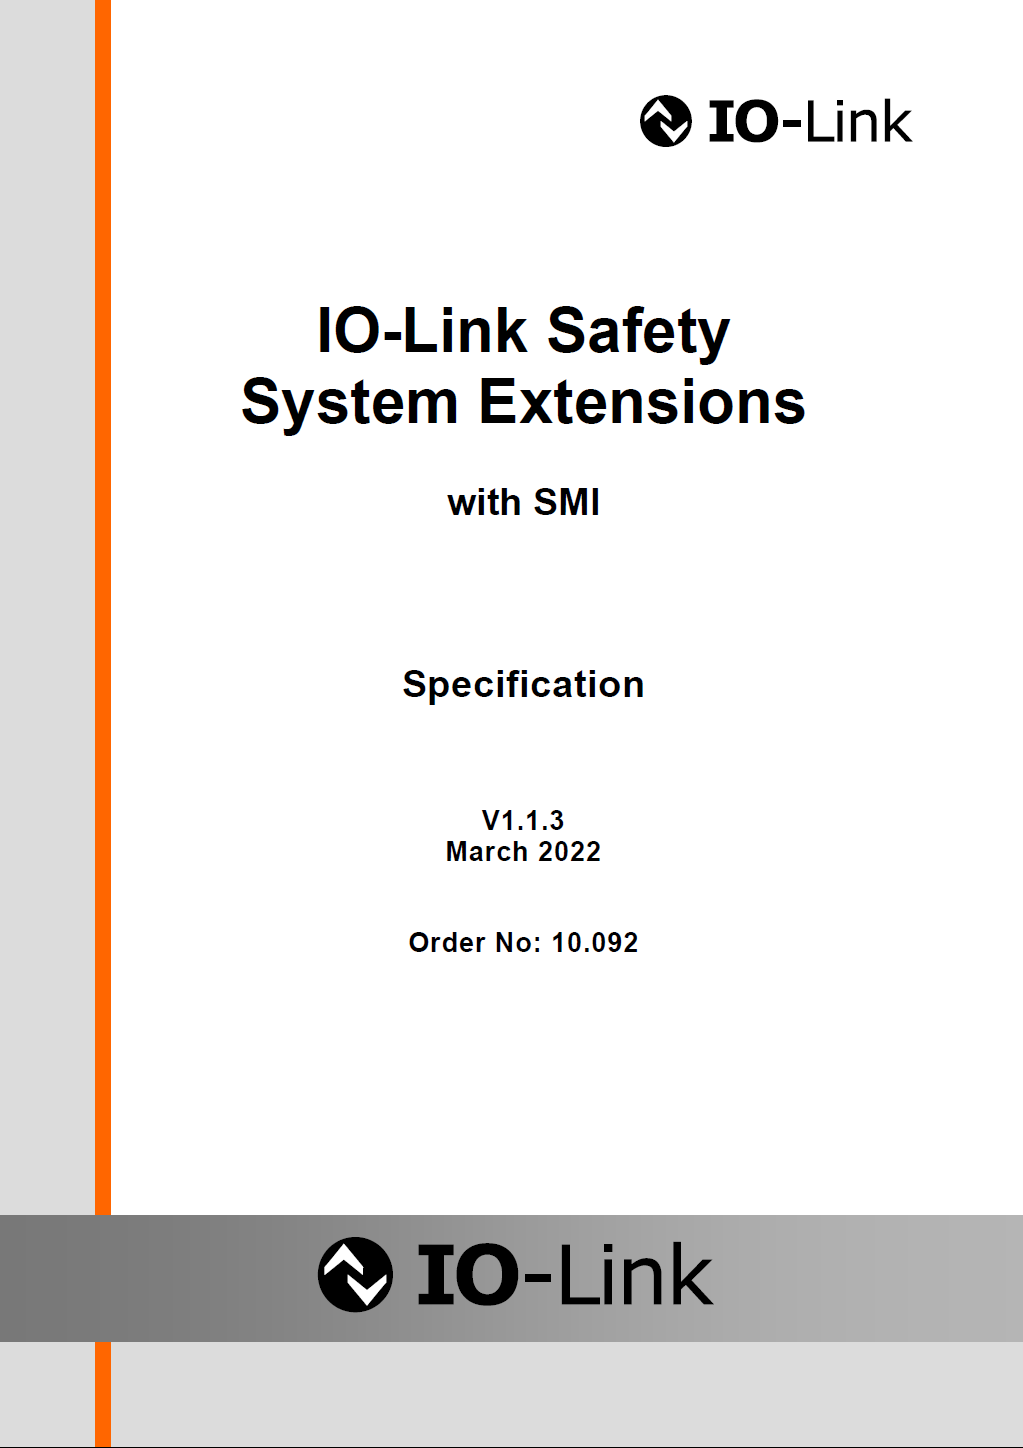 IO-Link
IO-Link Safety
System Extensions
with SMI
Specification
V1.1.3
March 2022
Order No: 10.092
IO-Link